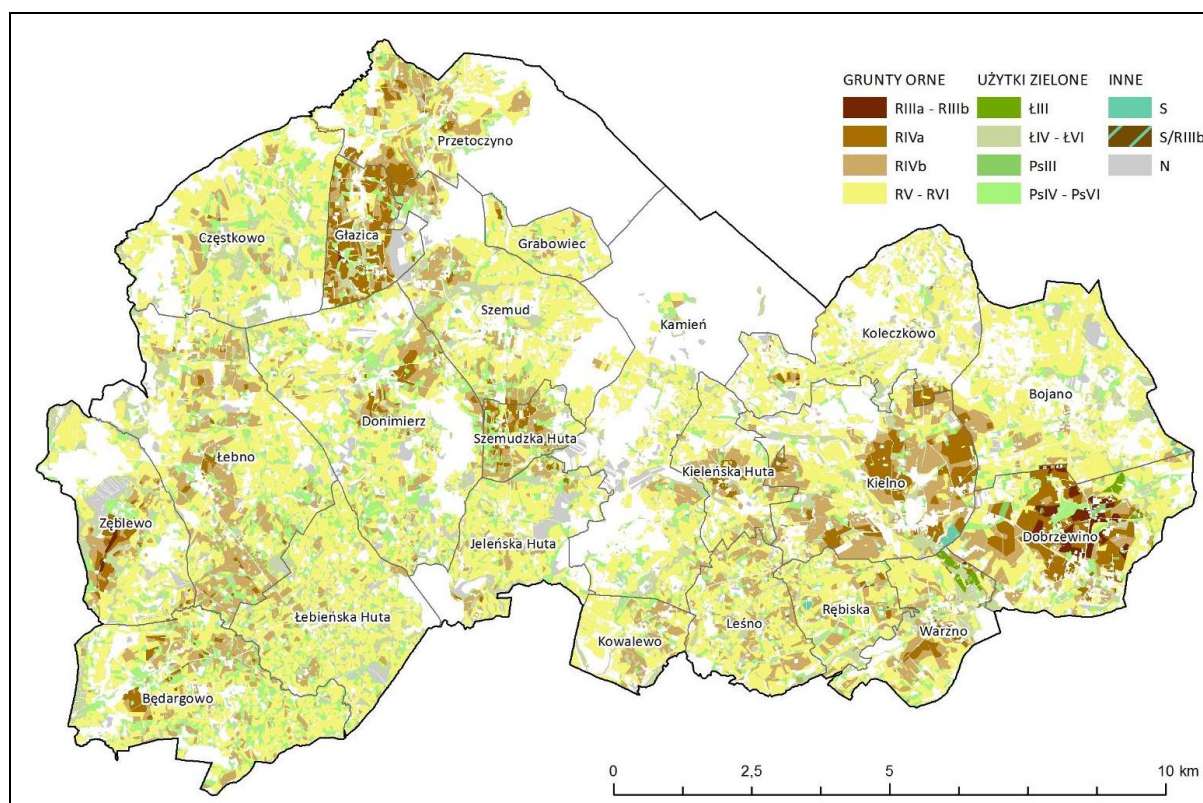 GRUNTY ORNE UŻYTKI ZIELONE INNE
RIIIa - RIIIb ŁIII S
RIVa ŁIV - ŁVI S/RIIIb
RIVb PsIII N
RV - RVI PsIV - PsVI
Przetoczyno
Częstkowo
Głazica
Grabowiec
Szemud
Kamień
Koleczkowo
Bojano
Donimierz
Szemudzka Huta
Łebno
Kieleńska Huta
Kielno
Zęblewo
Jeleńska Huta
Dobrzewino
Łebieńska Huta
Leśno
Rębiska
Kowalewo
Warzno
Będargowo
0 2,5 5 10 km